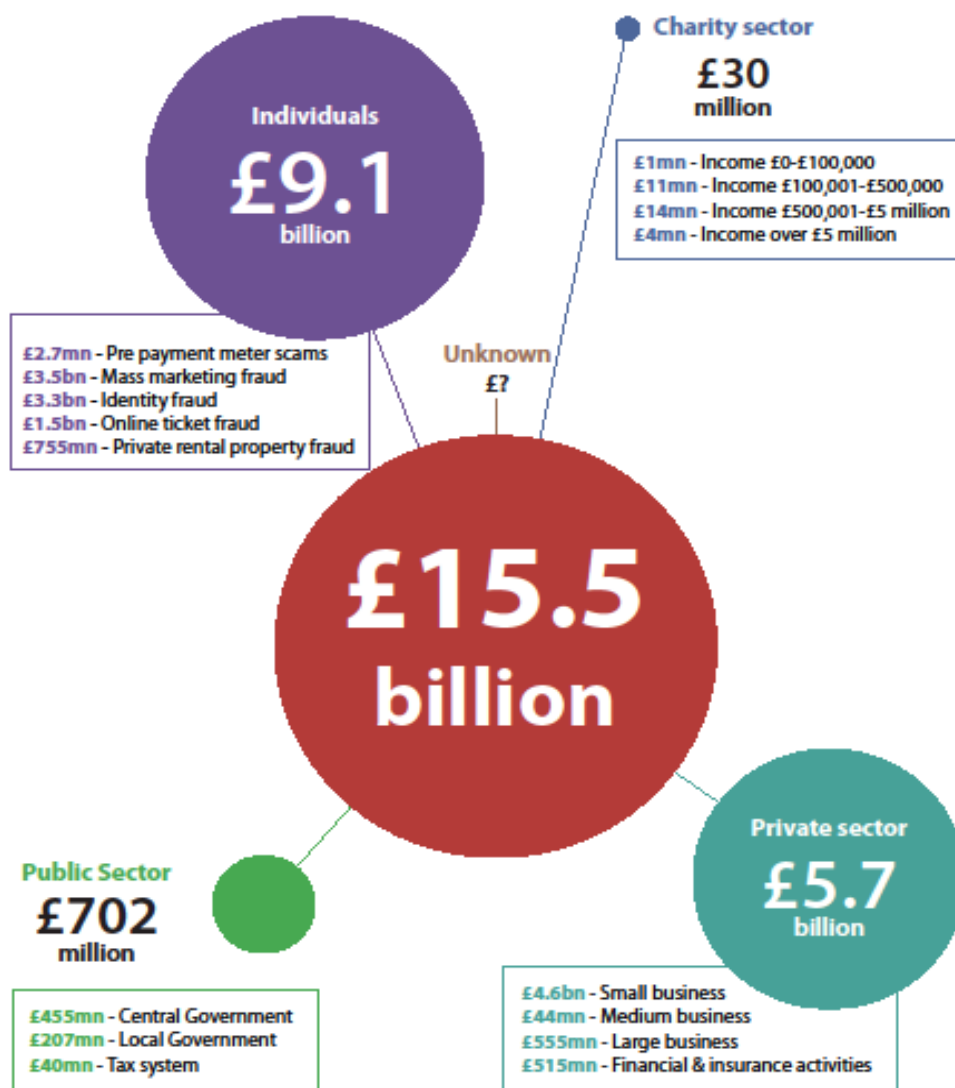 Individuals
£9.1
billion
Charity sector
£30
million
£1mn - Income £0-£100,000
£11mn - Income £100,001-£500,000
£14mn - Income £500,001-£5 million
£4mn - Income over £5 million
£2.7mn - Pre payment meter scams
£3.5bn - Mass marketing fraud
£3.3bn - Identity fraud
£1.5bn - Online ticket fraud
£755mn - Private rental property fraud
Unknown
£?
£15.5
billion
Public Sector
£702
million
£455mn - Central Government
£207mn - Local Government
£40mn - Tax system
Private sector
£5.7
billion
£4.6bn - Small business
£44mn - Medium business
£555mn - Large business
£515mn - Financial & insurance activities